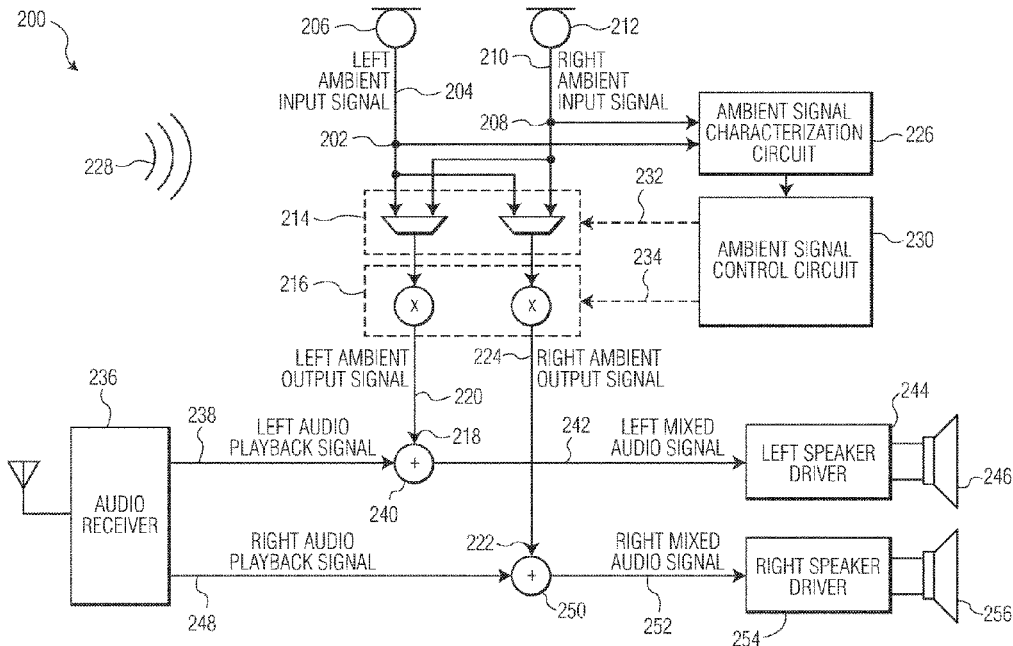 200
206
212
LEFT
AMBIENT
INPUT SIGNAL
204
210
RIGHT
AMBIENT
INPUT SIGNAL
208
202
228
AMBIENT SIGNAL
CHARACTERIZATION
CIRCUIT
226
214
232
216
X
X
234
AMBIENT SIGNAL
CONTROL CIRCUIT
230
LEFT AMBIENT
OUTPUT SIGNAL
220
224
RIGHT AMBIENT
OUTPUT SIGNAL
236
238
LEFT AUDIO
PLAYBACK SIGNAL
218
+
240
242
LEFT MIXED
AUDIO SIGNAL
244
LEFT SPEAKER
DRIVER
246
AUDIO
RECEIVER
RIGHT AUDIO
PLAYBACK SIGNAL
248
222
+
250
RIGHT MIXED
AUDIO SIGNAL
252
RIGHT SPEAKER
DRIVER
254
256